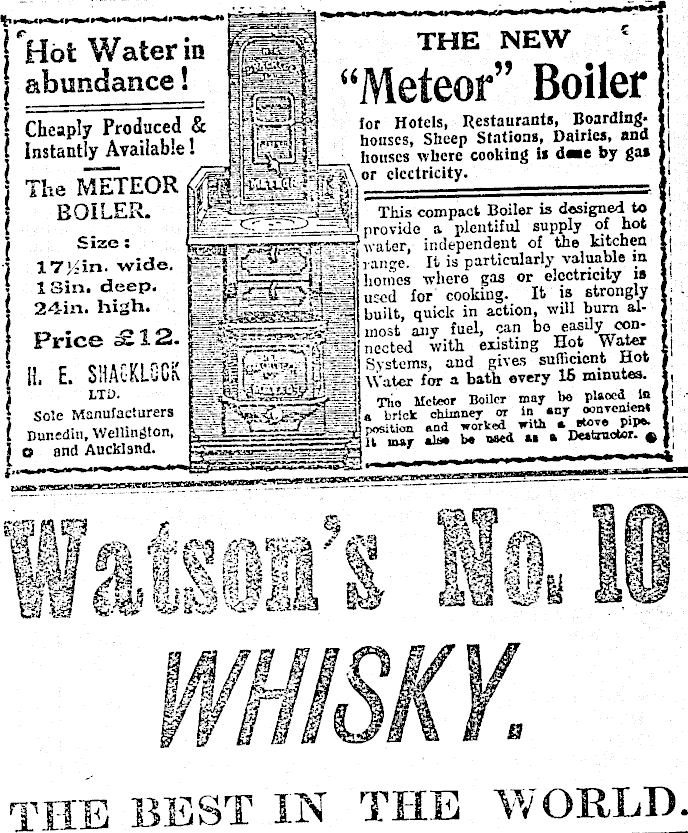 Hot Water in
abundance!
Cheaply Produced &
Instantly Available!
The METEOR
BOILER.
Size:
17½in. wide.
18in. deep.
24in. high.
Price £12.
H. E. SHACKLOCK
LTD.
Sole Manufacturers
Dunedin, Wellington,
and Auckland.
THE NEW
"Meteor" Boiler
for Hotels, Restaurants, Boarding-
houses, Sheep Stations, Dairies, and
houses where cooking is done by gas
or electricity.
This compact Boiler is designed to
provide a plentiful supply of hot
water, independent of the kitchen
range. It is particularly valuable in
homes where gas or electricity is
used for cooking. It is strongly
built, quick in action, will burn al-
most any fuel, can be easily con-
nected with existing Hot Water
Systems, and gives sufficient Hot
Water for a bath every 15 minutes.
The Meteor Boiler may be placed in
a brick chimney or in any convenient
position and worked with a stove pipe.
It may also be used as a Destructor.
Watson's No. 10
WHISKY.
THE BEST IN THE WORLD.